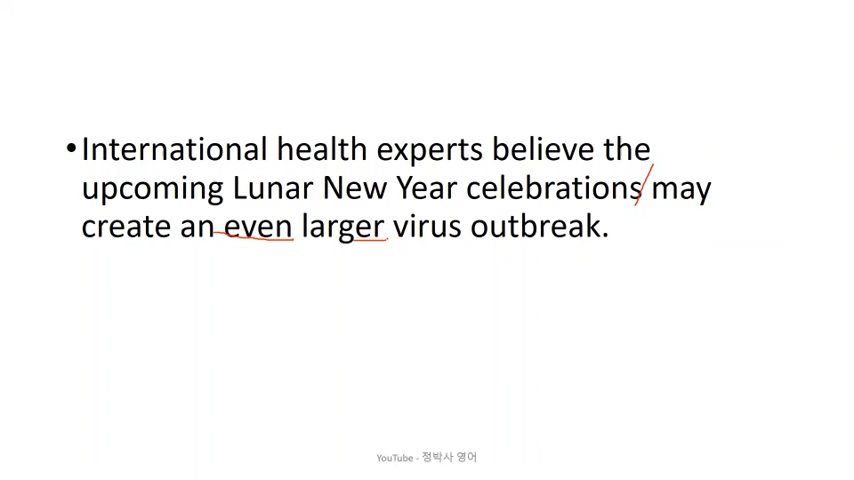 •International health experts believe the
upcoming Lunar New Year celebrations may
create an even larger virus outbreak.
YouTube - 정박사 영어